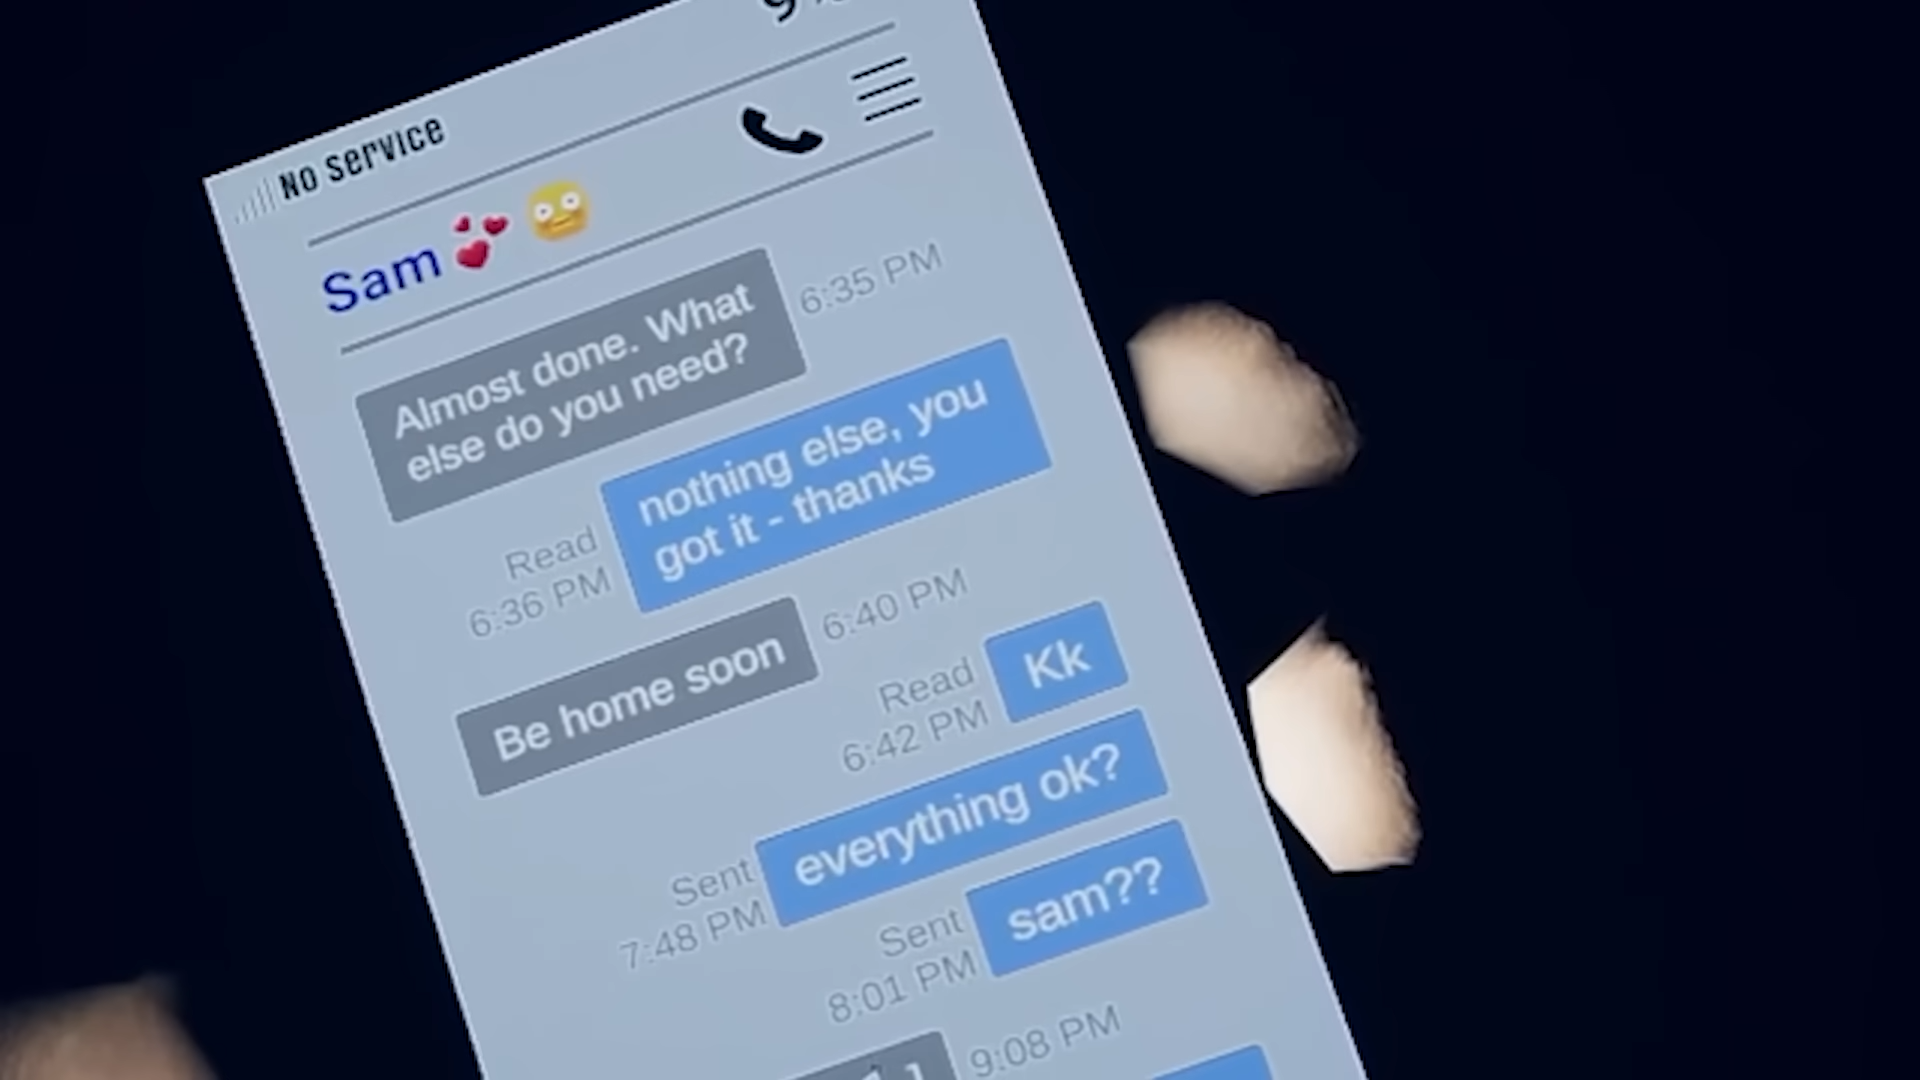 No service
Sam
Almost done. What
else do you need?
6:35 PM
nothing else, you
got it - thanks
Read
6:36 PM
Be home soon
6:40 PM
Kk
Read
6:42 PM
everything ok?
Sent
7:48 PM
sam??
Sent
8:01 PM
9:08 PM